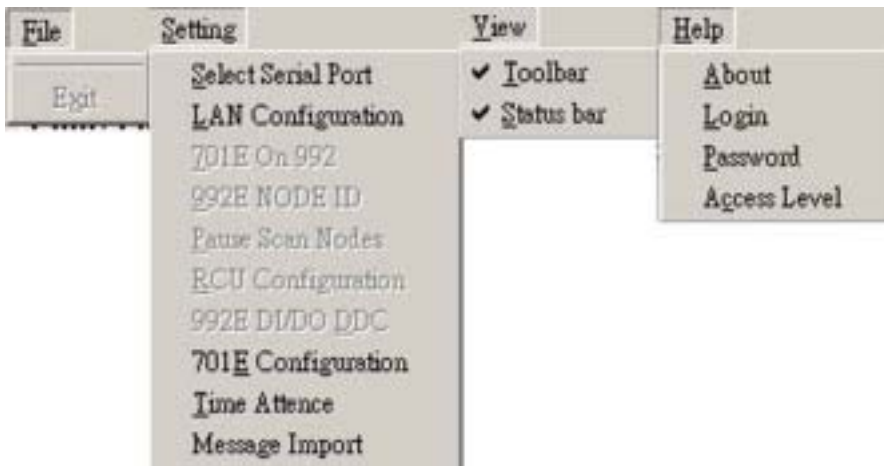 File
Exit
Setting
Select Serial Port
LAN Configuration
701E On 992
992E NODE ID
Pause Scan Nodes
RCU Configuration
992E DI/DO DDC
701E Configuration
Time Attence
Message Import
View
✔ Toolbar
✔ Status bar
Help
About
Login
Password
Access Level